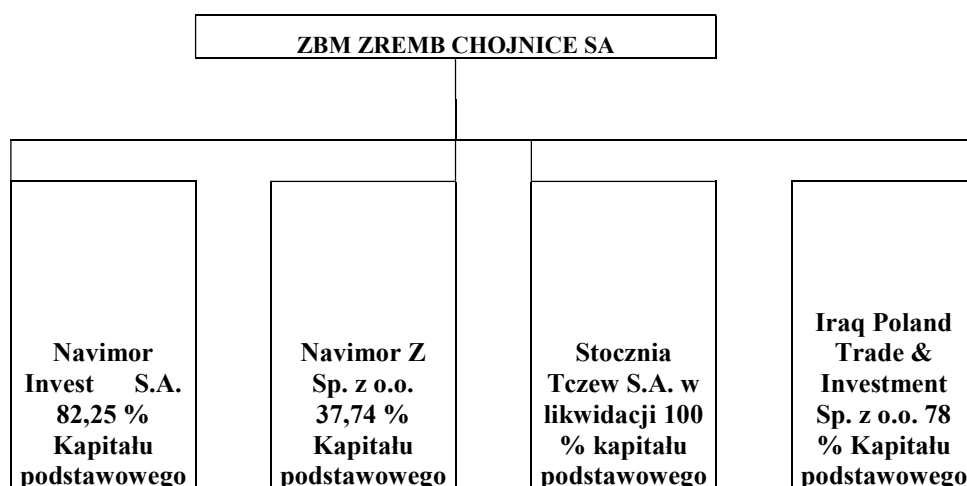 ZBM ZREMB CHOJNICE SA
Navimor
Invest S.A.
82,25 %
Kapitału
podstawowego
Navimor Z
Sp. z o.o.
37,74 %
Kapitału
podstawowego
Stocznia
Tczew S.A. w
likwidacji 100
% kapitału
podstawowego
Iraq Poland
Trade &
Investment
Sp. z o.o. 78
% Kapitału
podstawowego